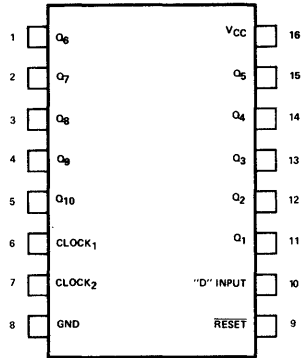 1 Q6 VCC 16
2 Q7 Q5 15
3 Q8 Q4 14
4 Q9 Q3 13
5 Q10 Q2 12
6 CLOCK1 Q1 11
7 CLOCK2 "D" INPUT 10
8 GND RESET 9